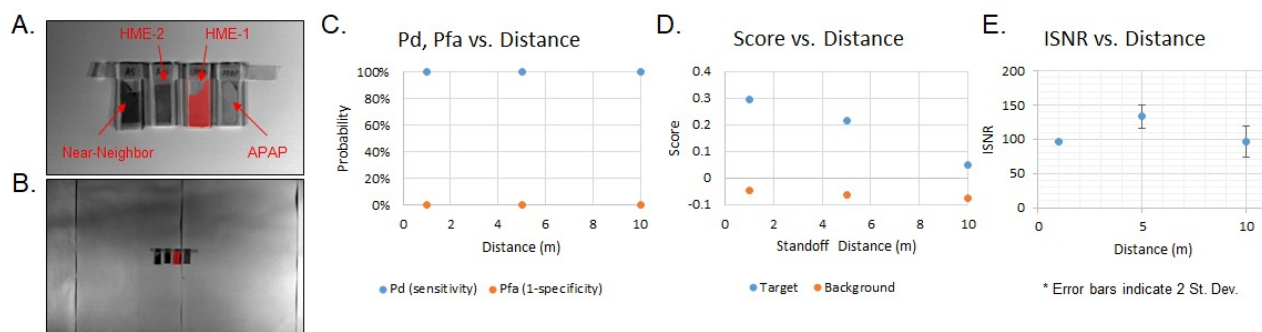 A.
HME-2
HME-1
Near-Neighbor
APAP
B.
C.
Pd, Pfa vs. Distance
100%
80%
60%
40%
20%
0%
Probability
0 2 4 6 8 10
Distance (m)
Pd (sensitivity) Pfa (1-specificity)
D.
Score vs. Distance
0.4
0.3
0.2
0.1
0
-0.1
Score
0 5 10
Standoff Distance (m)
Target Background
E.
ISNR vs. Distance
200
150
100
50
0
ISNR
0 5 10
Distance (m)
* Error bars indicate 2 St. Dev.